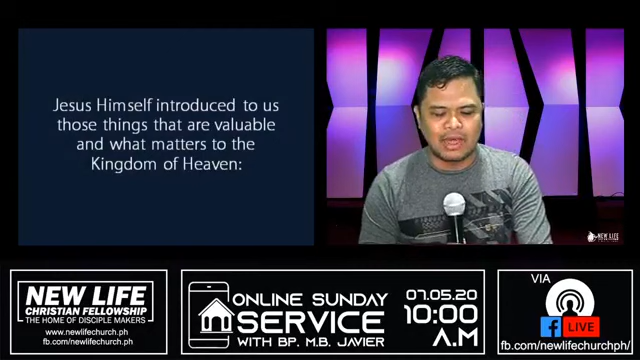 Jesus Himself introduced to us
those things that are valuable
and what matters to the
Kingdom of Heaven:
NEW LIFE
NEW LIFE
CHRISTIAN FELLOWSHIP
THE HOME OF DISCIPLE MAKERS
www.newlifechurch.ph
fb.com/newlifechurch.ph
ONLINE SUNDAY
SERVICE
WITH BP. M.B. JAVIER
07.05.20
10:00
A.M
VIA
f LIVE
fb.com/newlifechurchph/